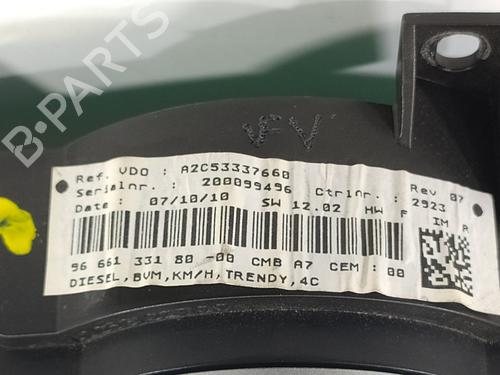 B-PARTS
VFV
Ref. VDO : A2C53337660
Serialnr. : 200099496 Ctrlnr. : Rev 07
Date : 07/10/10 SW 12.02 HW F 2923
IM R
96 661 331 80 -00 CMB A7 CEM : 00
DIESEL,BVM,KM/H,TRENDY,4C